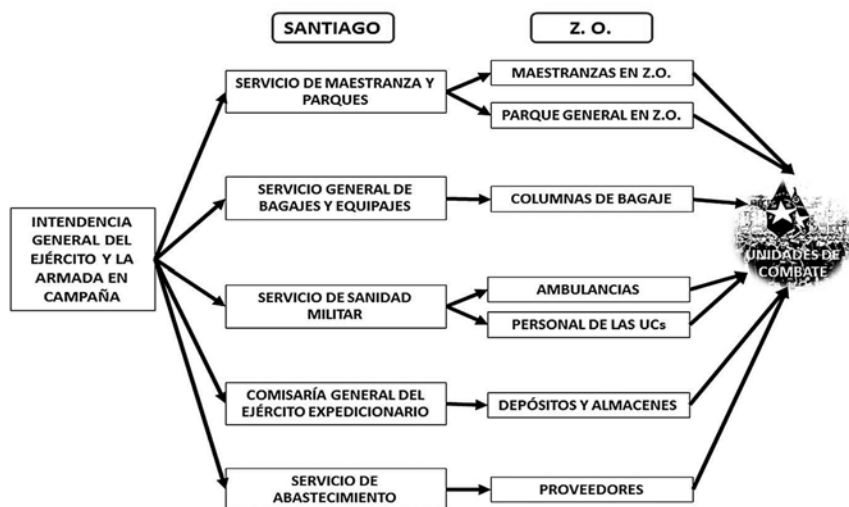 SANTIAGO
Z. O.
SERVICIO DE MAESTRANZA Y
PARQUES
MAESTRANZAS EN Z.O.
PARQUE GENERAL EN Z.O.
SERVICIO GENERAL DE
BAGAJES Y EQUIPAJES
COLUMNAS DE BAGAJE
INTENDENCIA
GENERAL DEL
EJÉRCITO Y LA
ARMADA EN
CAMPAÑA
UNIDADES DE
COMBATE
SERVICIO DE SANIDAD
MILITAR
AMBULANCIAS
PERSONAL DE LAS UCs
COMISARÍA GENERAL DEL
EJÉRCITO EXPEDICIONARIO
DEPÓSITOS Y ALMACENES
SERVICIO DE
ABASTECIMIENTO
PROVEEDORES